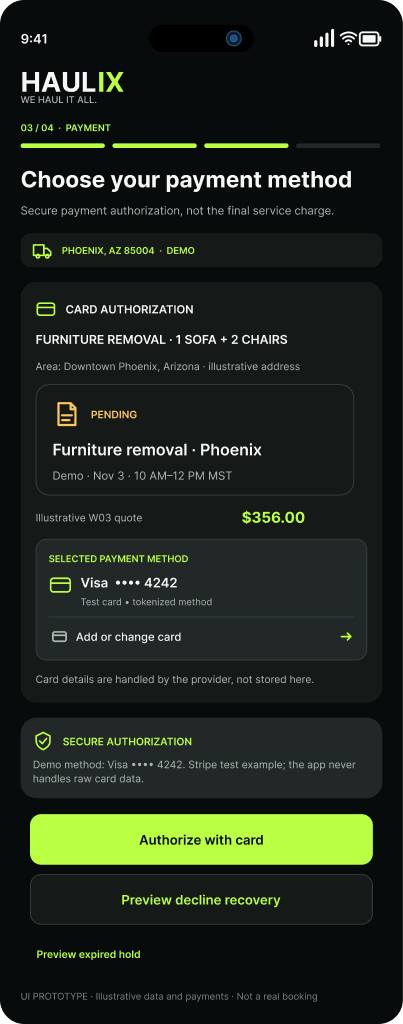 9:41
HAULIX
WE HAUL IT ALL.
03 / 04 · PAYMENT
Choose your payment method
Secure payment authorization, not the final service charge.
PHOENIX, AZ 85004 · DEMO
CARD AUTHORIZATION
FURNITURE REMOVAL · 1 SOFA + 2 CHAIRS
Area: Downtown Phoenix, Arizona · illustrative address
PENDING
Furniture removal · Phoenix
Demo · Nov 3 · 10 AM–12 PM MST
Illustrative W03 quote $356.00
SELECTED PAYMENT METHOD
Visa •••• 4242
Test card • tokenized method
Add or change card →
Card details are handled by the provider, not stored here.
SECURE AUTHORIZATION
Demo method: Visa •••• 4242. Stripe test example; the app never
handles raw card data.
Authorize with card
Preview decline recovery
Preview expired hold
UI PROTOTYPE · Illustrative data and payments · Not a real booking